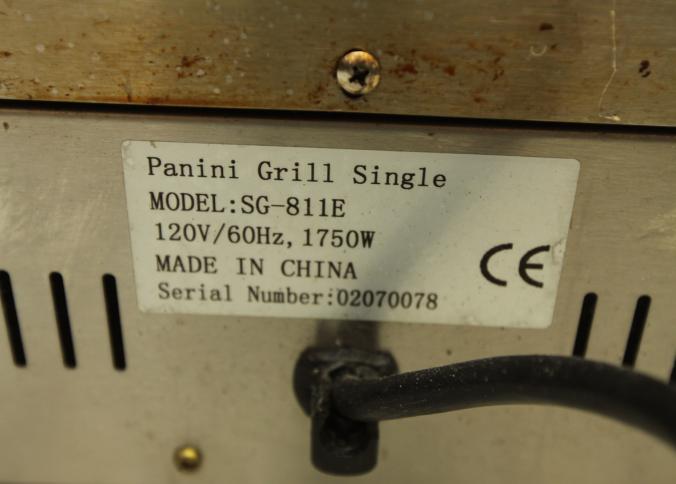 Panini Grill Single
MODEL:SG-811E
120V/60Hz, 1750W
MADE IN CHINA
Serial Number:02070078
CE